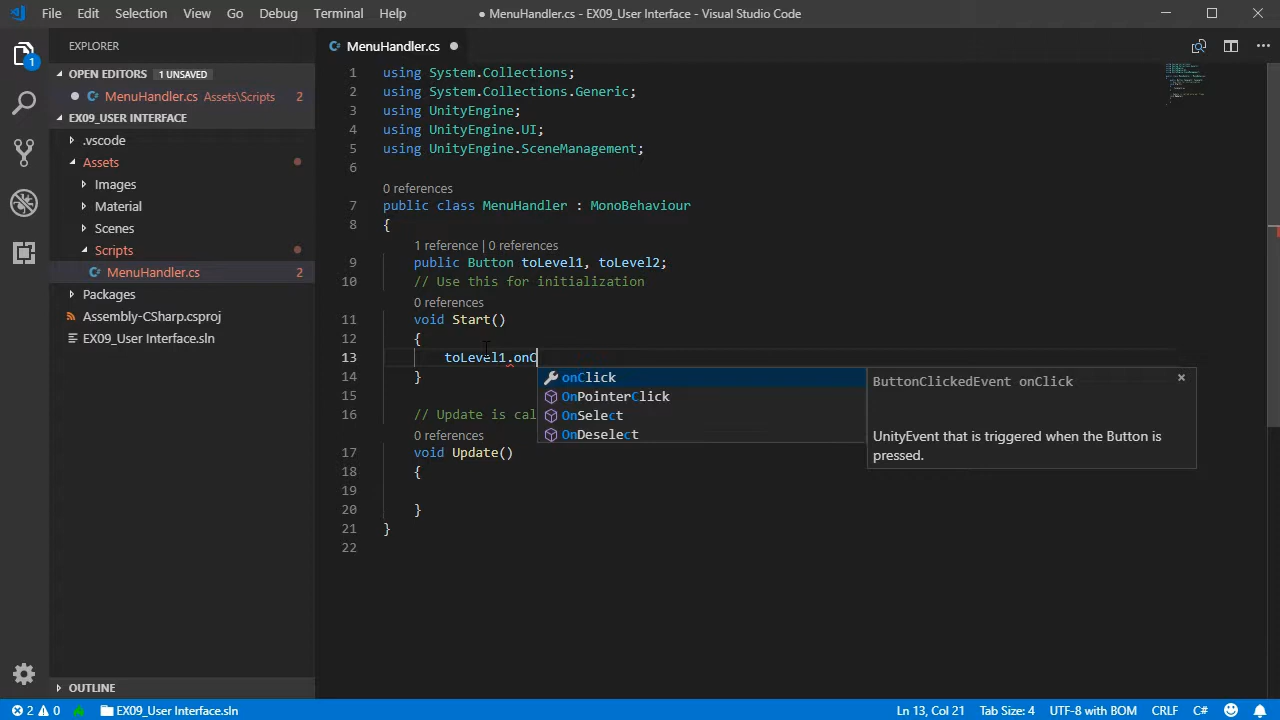 File Edit Selection View Go Debug Terminal Help
● MenuHandler.cs - EX09_User Interface - Visual Studio Code
EXPLORER
OPEN EDITORS 1 UNSAVED
MenuHandler.cs Assets\Scripts 2
EX09_USER INTERFACE
.vscode
Assets
Images
Material
Scenes
Scripts
MenuHandler.cs 2
Packages
Assembly-CSharp.csproj
EX09_User Interface.sln
OUTLINE
1
MenuHandler.cs
1 using System.Collections;
2 using System.Collections.Generic;
3 using UnityEngine;
4 using UnityEngine.UI;
5 using UnityEngine.SceneManagement;
6
0 references
7 public class MenuHandler : MonoBehaviour
8 {
1 reference | 0 references
9 public Button toLevel1, toLevel2;
10 // Use this for initialization
0 references
11 void Start()
12 {
13 toLevel1.onC
14 }
15
16 // Update is cal
0 references
17 void Update()
18 {
19
20 }
21 }
22
onClick
OnPointerClick
OnSelect
OnDeselect
ButtonClickedEvent onClick
UnityEvent that is triggered when the Button is
pressed.
2 0 EX09_User Interface.sln
Ln 13, Col 21 Tab Size: 4 UTF-8 with BOM CRLF C#